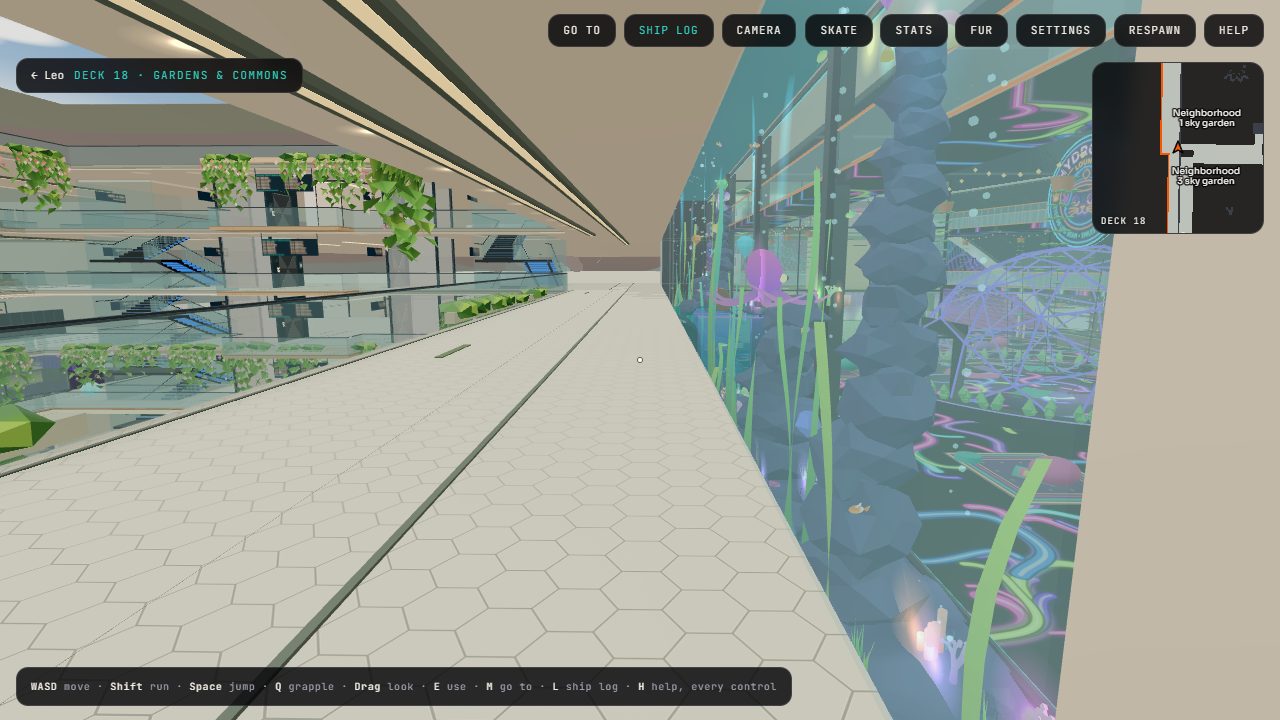 GO TO
SHIP LOG
CAMERA
SKATE
STATS
FUR
SETTINGS
RESPAWN
HELP
← Leo DECK 18 · GARDENS & COMMONS
Neighborhood
1 sky garden
Neighborhood
3 sky garden
DECK 18
WASD move · Shift run · Space jump · Q grapple · Drag look · E use · M go to · L ship log · H help, every control